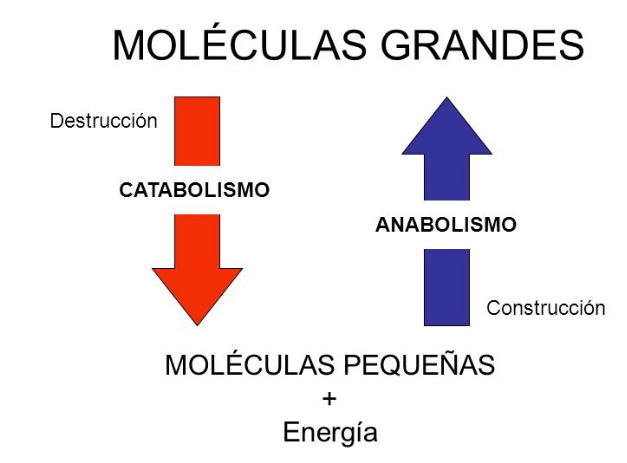 MOLÉCULAS GRANDES
Destrucción
CATABOLISMO
ANABOLISMO
Construcción
MOLÉCULAS PEQUEÑAS
+
Energía